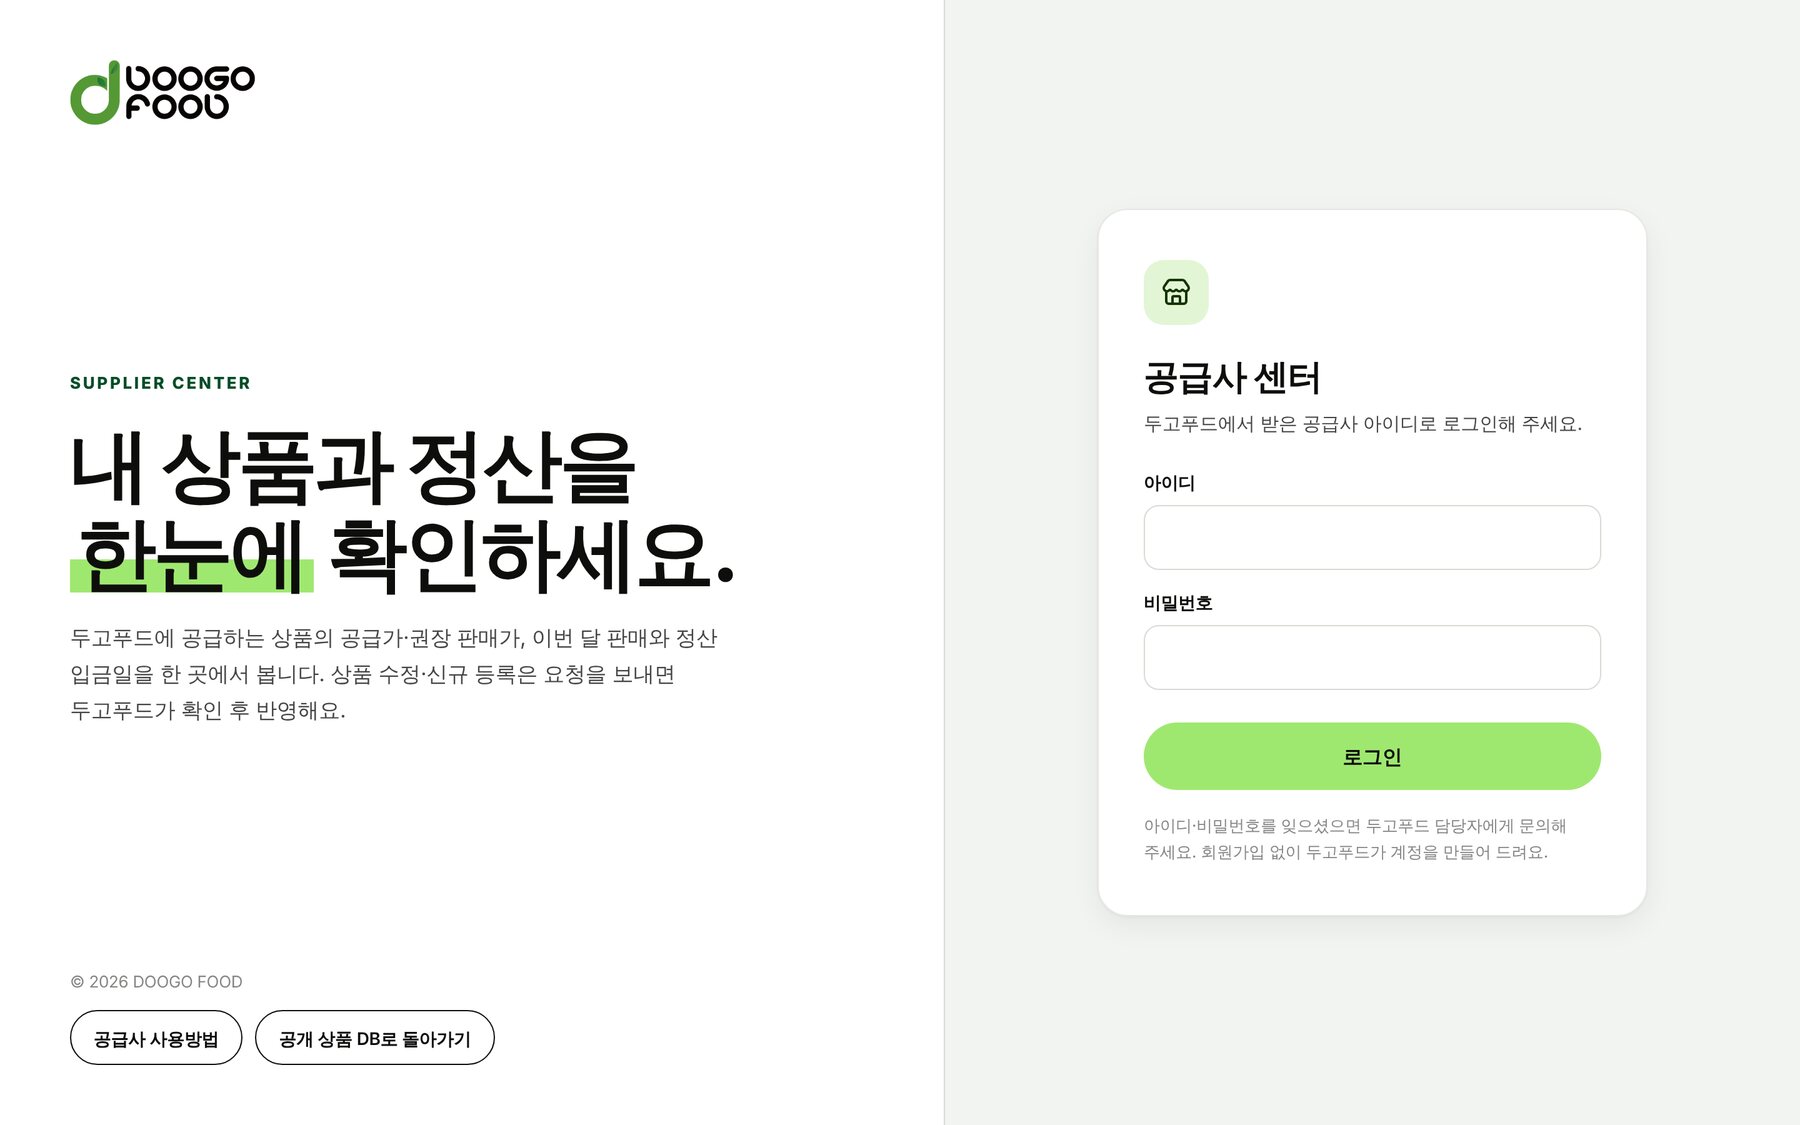 DOOGO
FOOD
SUPPLIER CENTER
내 상품과 정산을
한눈에 확인하세요.
두고푸드에 공급하는 상품의 공급가·권장 판매가, 이번 달 판매와 정산
입금일을 한 곳에서 봅니다. 상품 수정·신규 등록은 요청을 보내면
두고푸드가 확인 후 반영해요.
© 2026 DOOGO FOOD
공급사 사용방법
공개 상품 DB로 돌아가기
공급사 센터
두고푸드에서 받은 공급사 아이디로 로그인해 주세요.
아이디
비밀번호
로그인
아이디·비밀번호를 잊으셨으면 두고푸드 담당자에게 문의해
주세요. 회원가입 없이 두고푸드가 계정을 만들어 드려요.